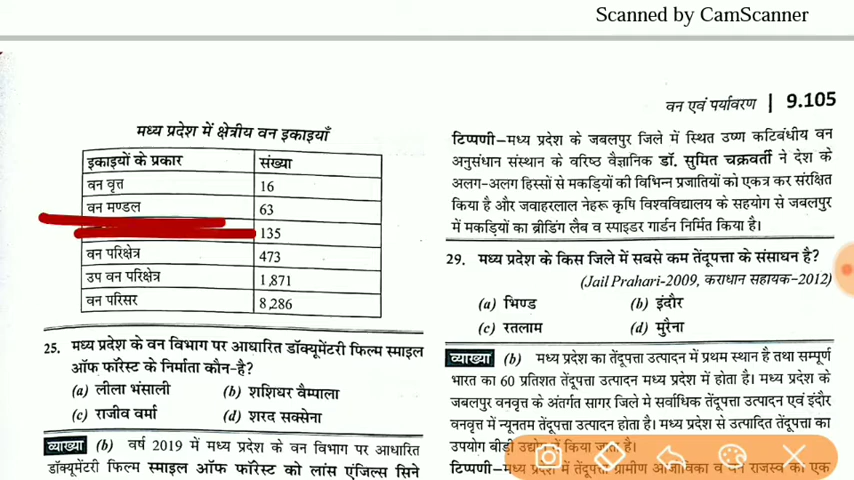 Scanned by CamScanner
वन एवं पर्यावरण | 9.105
मध्य प्रदेश में क्षेत्रीय वन इकाइयाँ
इकाइयों के प्रकार संख्या
वन वृत्त 16
वन मण्डल 63
135
वन परिक्षेत्र 473
उप वन परिक्षेत्र 1,871
वन परिसर 8,286
25. मध्य प्रदेश के वन विभाग पर आधारित डॉक्यूमेंटरी फिल्म स्माइल
ऑफ फॉरेस्ट के निर्माता कौन-है?
(a) लीला भंसाली (b) शशिधर वैम्पाला
(c) राजीव वर्मा (d) शरद सक्सेना
व्याख्या (b) वर्ष 2019 में मध्य प्रदेश के वन विभाग पर आधारित
डॉक्यूमेंटरी फिल्म स्माइल ऑफ फॉरेस्ट को लांस एंजिल्स सिने
टिप्पणी–मध्य प्रदेश के जबलपुर जिले में स्थित उष्ण कटिबंधीय वन
अनुसंधान संस्थान के वरिष्ठ वैज्ञानिक डॉ. सुमित चक्रवर्ती ने देश के
अलग-अलग हिस्सों से मकड़ियों की विभिन्न प्रजातियों को एकत्र कर संरक्षित
किया है और जवाहरलाल नेहरू कृषि विश्वविद्यालय के सहयोग से जबलपुर
में मकड़ियों का ब्रीडिंग लैब व स्पाइडर गार्डन निर्मित किया है।
29. मध्य प्रदेश के किस जिले में सबसे कम तेंदूपत्ता के संसाधन है?
(Jail Prahari-2009, कराधान सहायक-2012)
(a) भिण्ड (b) इंदौर
(c) रतलाम (d) मुरैना
व्याख्या (b) मध्य प्रदेश का तेंदूपत्ता उत्पादन में प्रथम स्थान है तथा सम्पूर्ण
भारत का 60 प्रतिशत तेंदूपत्ता उत्पादन मध्य प्रदेश में होता है। मध्य प्रदेश के
जबलपुर वनवृत्त के अंतर्गत सागर जिले मे सर्वाधिक तेंदूपत्ता उत्पादन एवं इंदौर
वनवृत्त में न्यूनतम तेंदूपत्ता उत्पादन होता है। मध्य प्रदेश से उत्पादित तेंदूपत्ता का
उपयोग बीड़ी उद्योग में किया जाता है।
टिप्पणी–मध्य प्रदेश में तेंदूपत्ता ग्रामीण आजीविका व वन राजस्व का एक